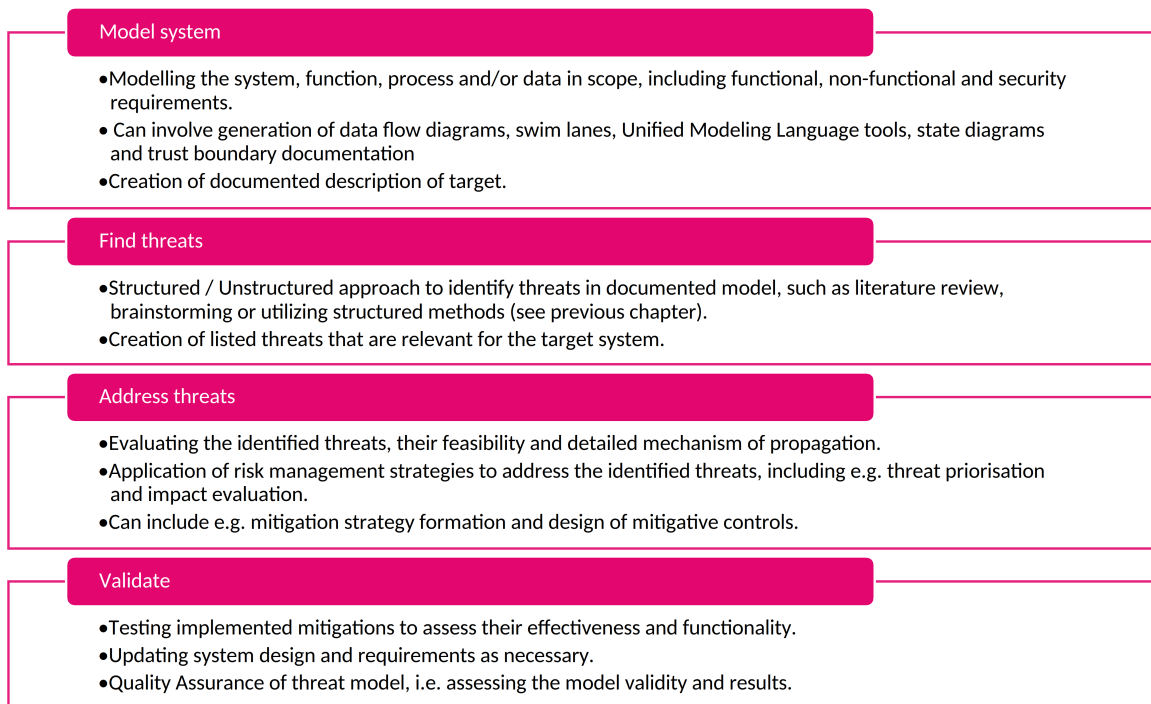 Model system
•Modelling the system, function, process and/or data in scope, including functional, non-functional and security
requirements.
• Can involve generation of data flow diagrams, swim lanes, Unified Modeling Language tools, state diagrams
and trust boundary documentation
•Creation of documented description of target.
Find threats
•Structured / Unstructured approach to identify threats in documented model, such as literature review,
brainstorming or utilizing structured methods (see previous chapter).
•Creation of listed threats that are relevant for the target system.
Address threats
•Evaluating the identified threats, their feasibility and detailed mechanism of propagation.
•Application of risk management strategies to address the identified threats, including e.g. threat priorisation
and impact evaluation.
•Can include e.g. mitigation strategy formation and design of mitigative controls.
Validate
•Testing implemented mitigations to assess their effectiveness and functionality.
•Updating system design and requirements as necessary.
•Quality Assurance of threat model, i.e. assessing the model validity and results.